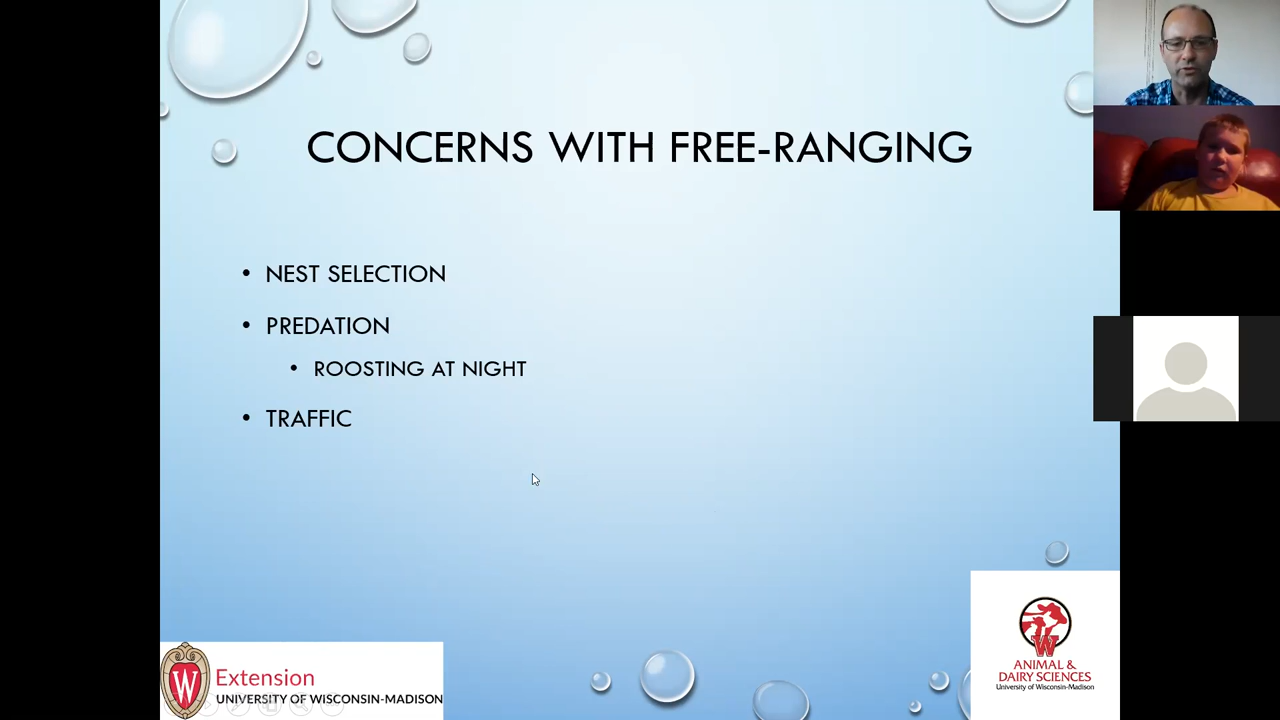 CONCERNS WITH FREE-RANGING
• NEST SELECTION
• PREDATION
• ROOSTING AT NIGHT
• TRAFFIC
W
Extension
UNIVERSITY OF WISCONSIN-MADISON
W
ANIMAL &
DAIRY SCIENCES
University of Wisconsin-Madison